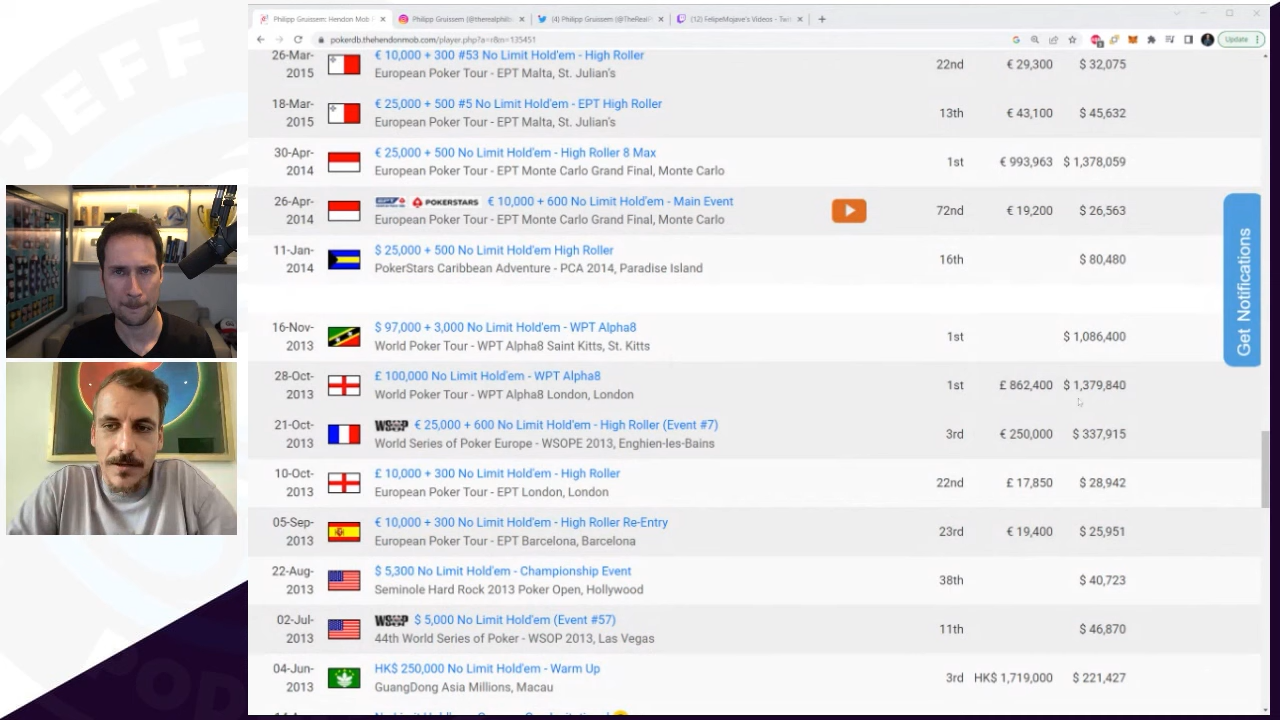 JEFF
Philipp Gruissem: Hendon Mob P
Philipp Gruissem (@therealphilb
(4) Philipp Gruissem (@TheRealP
(12) FelipeMojave's Videos - Twit
pokerdb.thehendonmob.com/player.php?a=r&n=135451
Update
26-Mar-2015 € 10,000 + 300 #53 No Limit Hold'em - High Roller 22nd € 29,300 $ 32,075
European Poker Tour - EPT Malta, St. Julian's
18-Mar-2015 € 25,000 + 500 #5 No Limit Hold'em - EPT High Roller 13th € 43,100 $ 45,632
European Poker Tour - EPT Malta, St. Julian's
30-Apr-2014 € 25,000 + 500 No Limit Hold'em - High Roller 8 Max 1st € 993,963 $ 1,378,059
European Poker Tour - EPT Monte Carlo Grand Final, Monte Carlo
26-Apr-2014 EPT POKERSTARS € 10,000 + 600 No Limit Hold'em - Main Event 72nd € 19,200 $ 26,563
European Poker Tour - EPT Monte Carlo Grand Final, Monte Carlo
11-Jan-2014 $ 25,000 + 500 No Limit Hold'em High Roller 16th $ 80,480
PokerStars Caribbean Adventure - PCA 2014, Paradise Island
16-Nov-2013 $ 97,000 + 3,000 No Limit Hold'em - WPT Alpha8 1st $ 1,086,400
World Poker Tour - WPT Alpha8 Saint Kitts, St. Kitts
28-Oct-2013 £ 100,000 No Limit Hold'em - WPT Alpha8 1st £ 862,400 $ 1,379,840
World Poker Tour - WPT Alpha8 London, London
21-Oct-2013 WSOP € 25,000 + 600 No Limit Hold'em - High Roller (Event #7) 3rd € 250,000 $ 337,915
World Series of Poker Europe - WSOPE 2013, Enghien-les-Bains
10-Oct-2013 £ 10,000 + 300 No Limit Hold'em - High Roller 22nd £ 17,850 $ 28,942
European Poker Tour - EPT London, London
05-Sep-2013 € 10,000 + 300 No Limit Hold'em - High Roller Re-Entry 23rd € 19,400 $ 25,951
European Poker Tour - EPT Barcelona, Barcelona
22-Aug-2013 $ 5,300 No Limit Hold'em - Championship Event 38th $ 40,723
Seminole Hard Rock 2013 Poker Open, Hollywood
02-Jul-2013 WSOP $ 5,000 No Limit Hold'em (Event #57) 11th $ 46,870
44th World Series of Poker - WSOP 2013, Las Vegas
04-Jun-2013 HK$ 250,000 No Limit Hold'em - Warm Up 3rd HK$ 1,719,000 $ 221,427
GuangDong Asia Millions, Macau
Get Notifications
POD